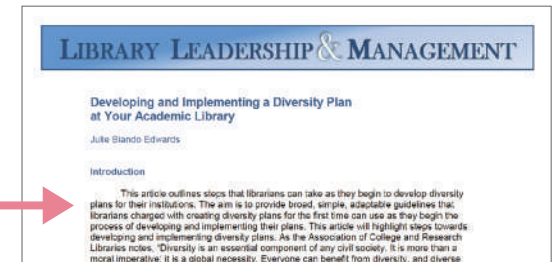 LIBRARY LEADERSHIP & MANAGEMENT
Developing and Implementing a Diversity Plan
at Your Academic Library
Julie Biando Edwards
Introduction
This article outlines steps that librarians can take as they begin to develop diversity
plans for their institutions. The aim is to provide broad, simple, adaptable guidelines that
librarians charged with creating diversity plans for the first time can use as they begin the
process of developing and implementing their plans. This article will highlight steps towards
developing and implementing diversity plans. As the Association of College and Research
Libraries notes, "Diversity is an essential component of any civil society. It is more than a
moral imperative; it is a global necessity. Everyone can benefit from diversity, and diverse